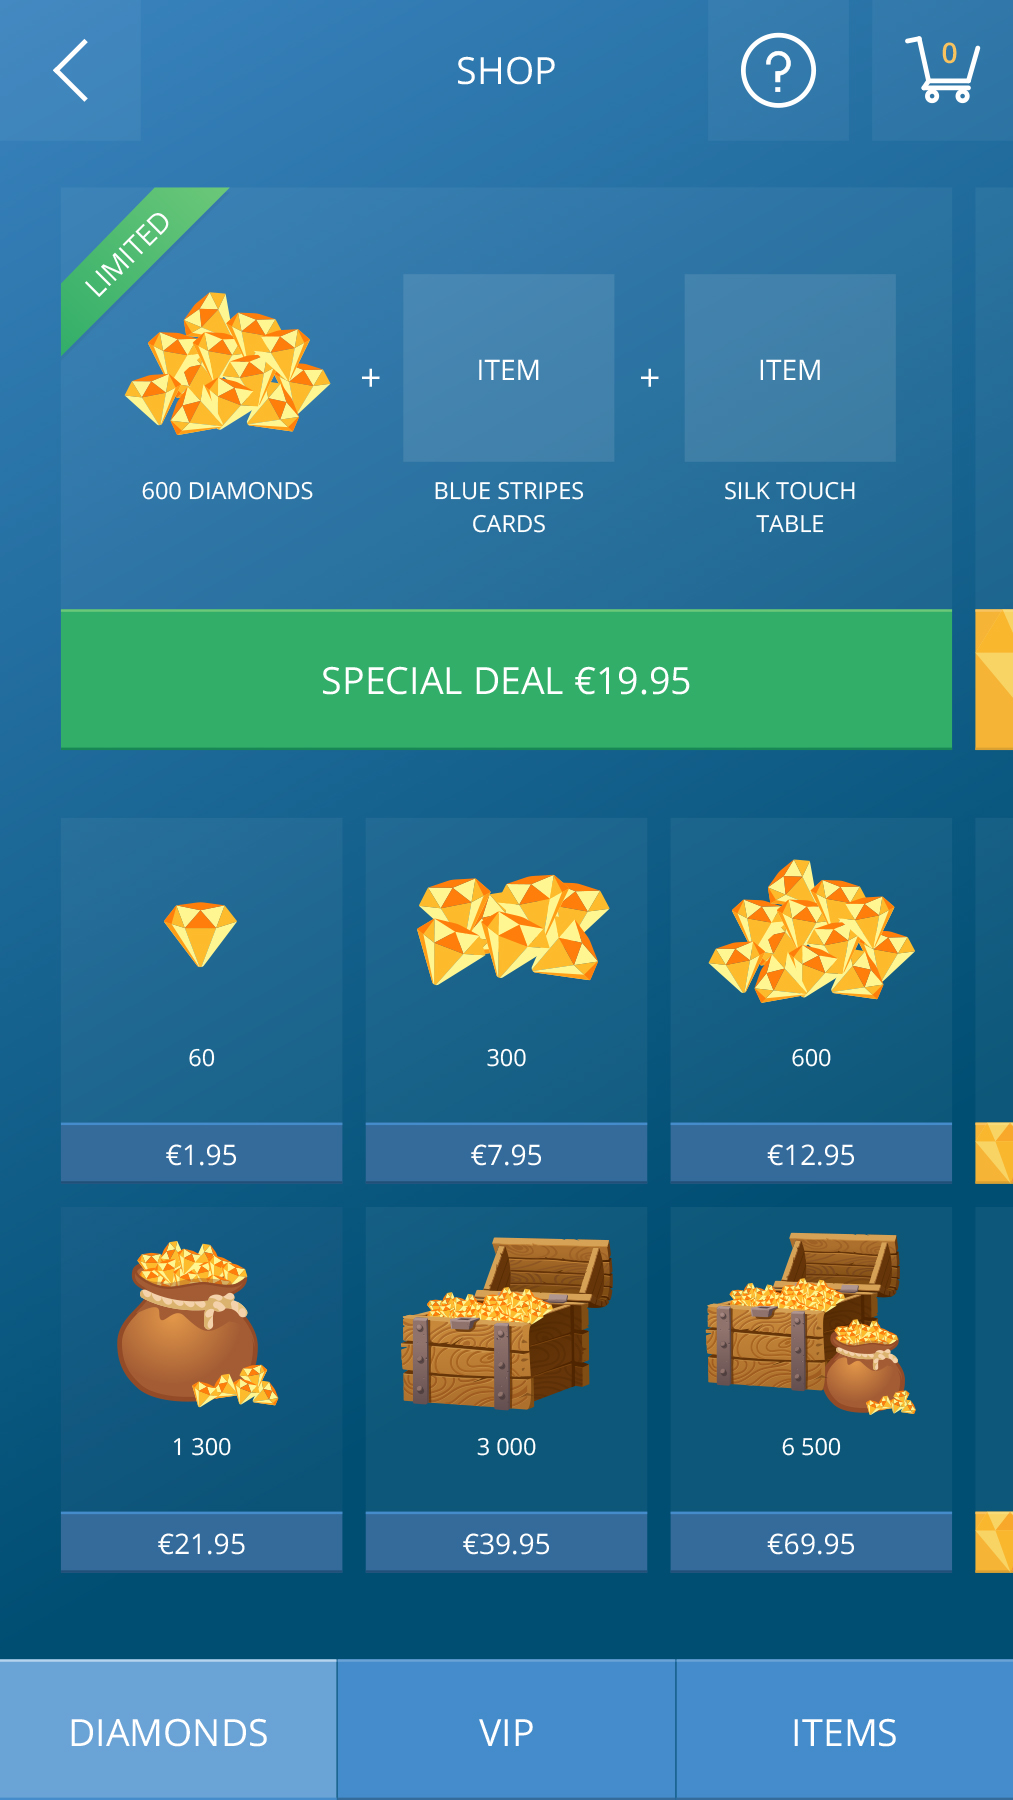 SHOP
?
0
LIMITED
ITEM
ITEM
+
+
600 DIAMONDS
BLUE STRIPES
CARDS
SILK TOUCH
TABLE
SPECIAL DEAL €19.95
60
300
600
€1.95
€7.95
€12.95
1 300
3 000
6 500
€21.95
€39.95
€69.95
DIAMONDS
VIP
ITEMS